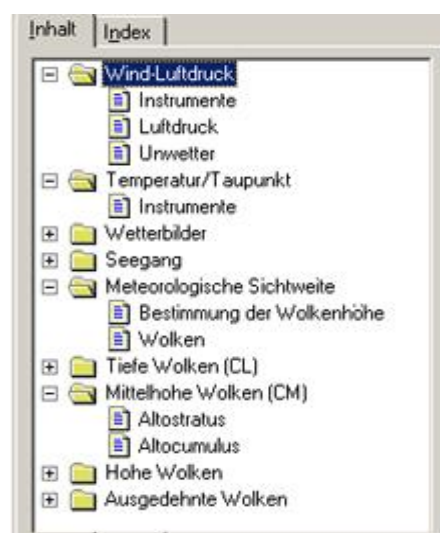 Inhalt Index
Wind-Luftdruck
Instrumente
Luftdruck
Unwetter
Temperatur/Taupunkt
Instrumente
Wetterbilder
Seegang
Meteorologische Sichtweite
Bestimmung der Wolkenhöhe
Wolken
Tiefe Wolken (CL)
Mittelhohe Wolken (CM)
Altostratus
Altocumulus
Hohe Wolken
Ausgedehnte Wolken